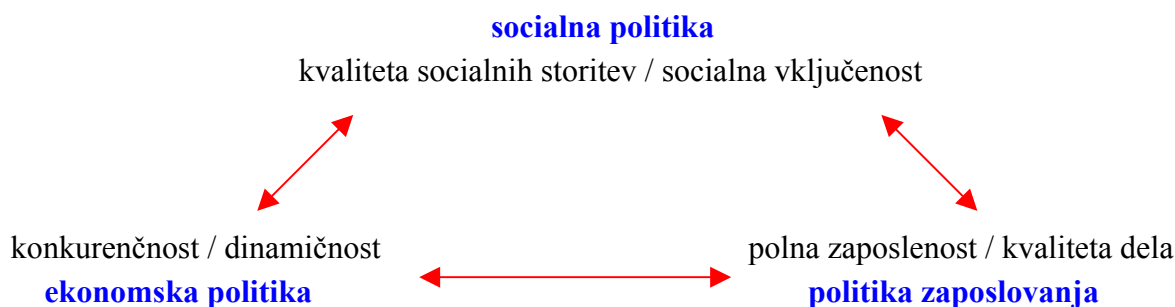 socialna politika
kvaliteta socialnih storitev / socialna vključenost
konkurenčnost / dinamičnost
ekonomska politika
polna zaposlenost / kvaliteta dela
politika zaposlovanja